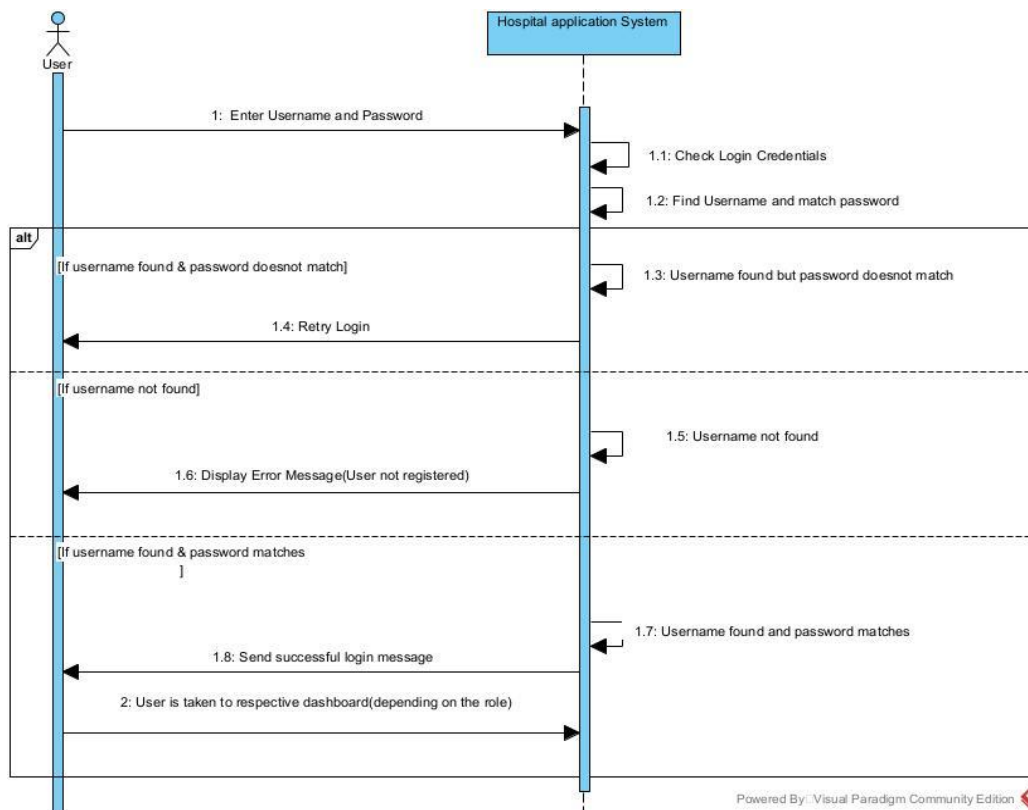 Hospital application System
User
1: Enter Username and Password
1.1: Check Login Credentials
1.2: Find Username and match password
alt
[If username found & password doesnot match]
1.3: Username found but password doesnot match
1.4: Retry Login
[If username not found]
1.5: Username not found
1.6: Display Error Message(User not registered)
[If username found & password matches
]
1.7: Username found and password matches
1.8: Send successful login message
2: User is taken to respective dashboard(depending on the role)
Powered By Visual Paradigm Community Edition